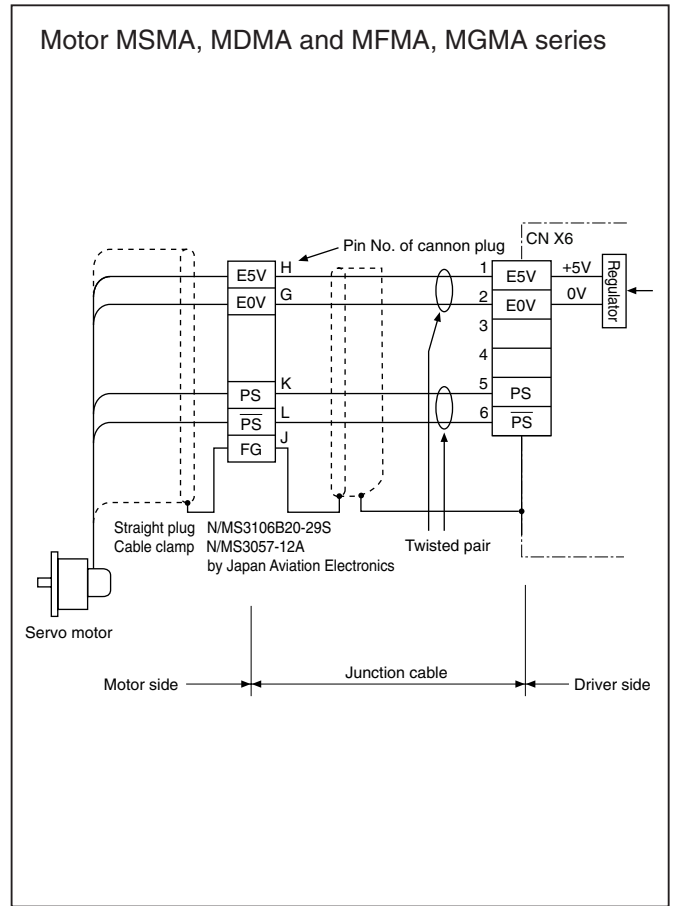 Motor MSMA, MDMA and MFMA, MGMA series
CN X6
Pin No. of cannon plug
E5V H 1 E5V +5V Regulator
E0V G 2 E0V 0V
3
4
PS K 5 PS
P̅S̅ L 6 P̅S̅
FG J
Straight plug N/MS3106B20-29S
Cable clamp N/MS3057-12A
by Japan Aviation Electronics
Twisted pair
Servo motor
Motor side Junction cable Driver side